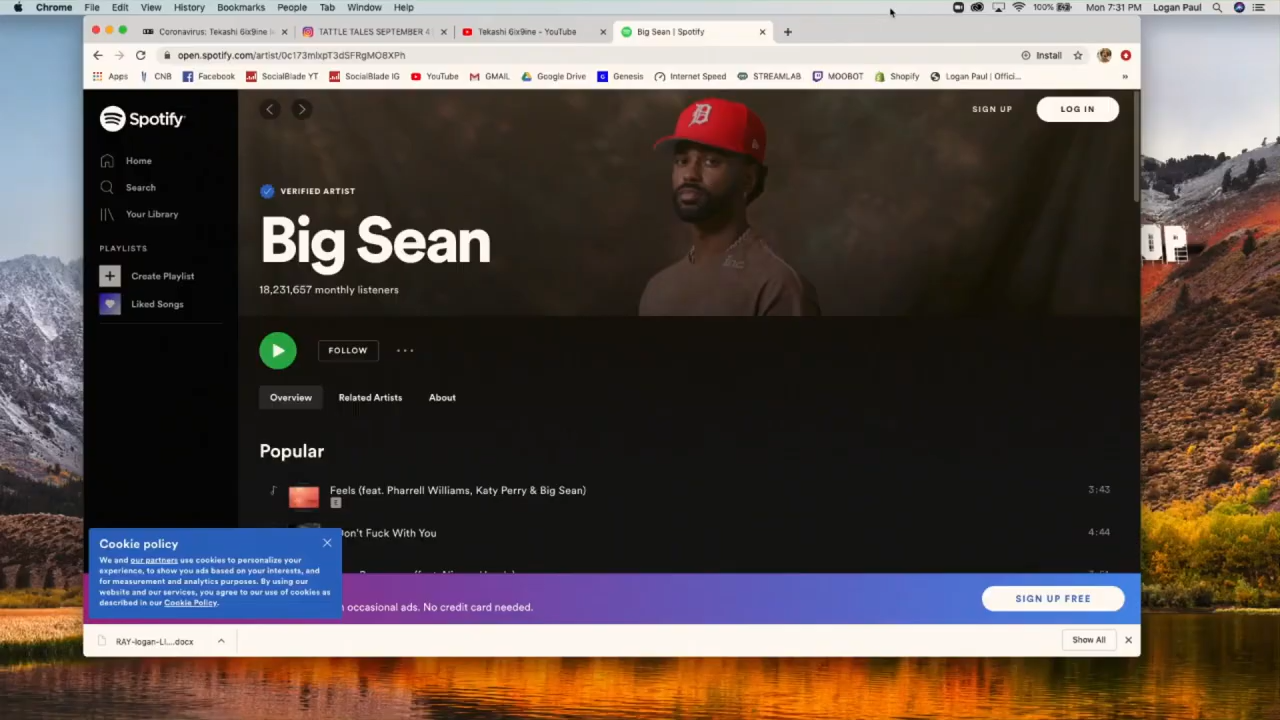 Chrome File Edit View History Bookmarks People Tab Window Help 100% Mon 7:31 PM Logan Paul
Coronavirus: Tekashi 6ix9ine TATTLE TALES SEPTEMBER 4 Tekashi 6ix9ine - YouTube Big Sean | Spotify
open.spotify.com/artist/0c173mlxpT3dSFRgMO8XPh Install
Apps CNB Facebook SocialBlade YT SocialBlade IG YouTube GMAIL Google Drive Genesis Internet Speed STREAMLAB MOOBOT Shopify Logan Paul | Offici...
Spotify
SIGN UP LOG IN
Home
Search
Your Library
PLAYLISTS
Create Playlist
Liked Songs
VERIFIED ARTIST
Big Sean
18,231,657 monthly listeners
FOLLOW
Overview Related Artists About
Popular
Feels (feat. Pharrell Williams, Katy Perry & Big Sean) 3:43
E
Don't Fuck With You 4:44
Cookie policy
We and our partners use cookies to personalize your
experience, to show you ads based on your interests, and
for measurement and analytics purposes. By using our
website and our services, you agree to our use of cookies as
described in our Cookie Policy.
occasional ads. No credit card needed.
SIGN UP FREE
RAY-logan-LI....docx Show All
OP